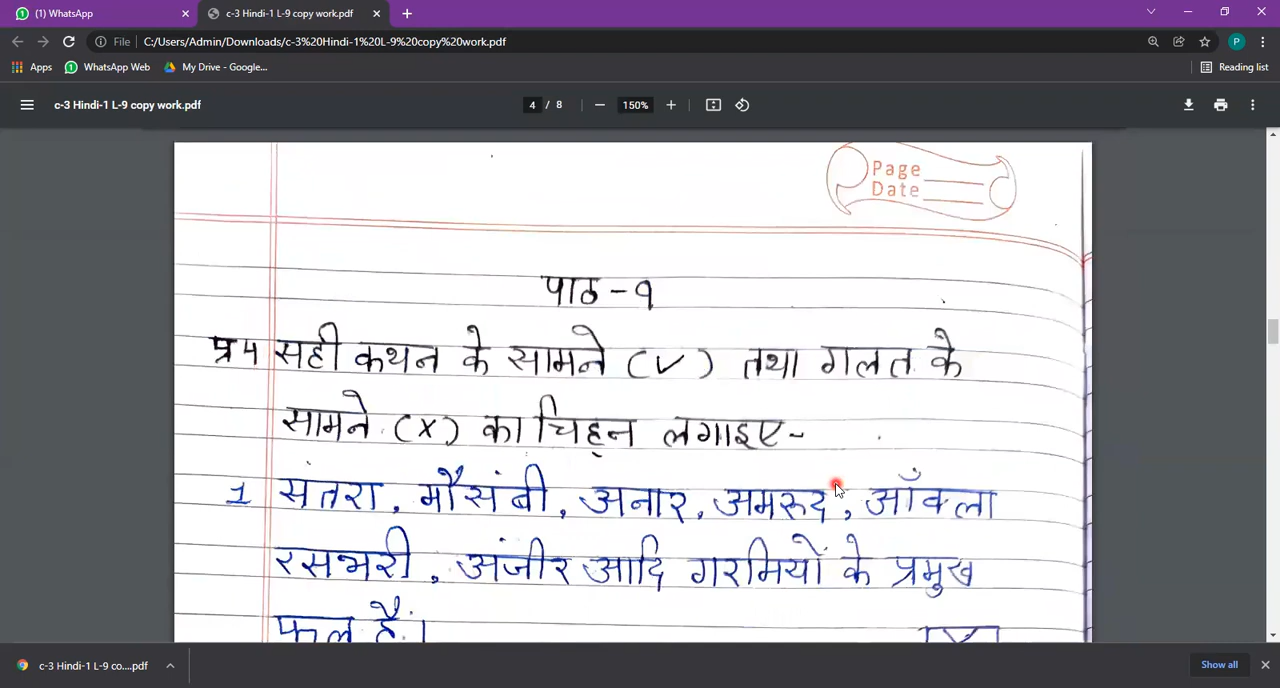 (1) WhatsApp
c-3 Hindi-1 L-9 copy work.pdf
File
C:/Users/Admin/Downloads/c-3%20Hindi-1%20L-9%20copy%20work.pdf
P
Apps
WhatsApp Web
My Drive - Google...
Reading list
c-3 Hindi-1 L-9 copy work.pdf
4 / 8
150%
Page
Date
पाठ - ९
प्र ५ सही कथन के सामने (✓) तथा गलत के
सामने (X) का चिह्न लगाइए-
1 संतरा, मौसंबी, अनार, अमरूद, आँवला
रसभरी, अंजीर आदि गरमियों के प्रमुख
फल हैं।
c-3 Hindi-1 L-9 co....pdf
Show all